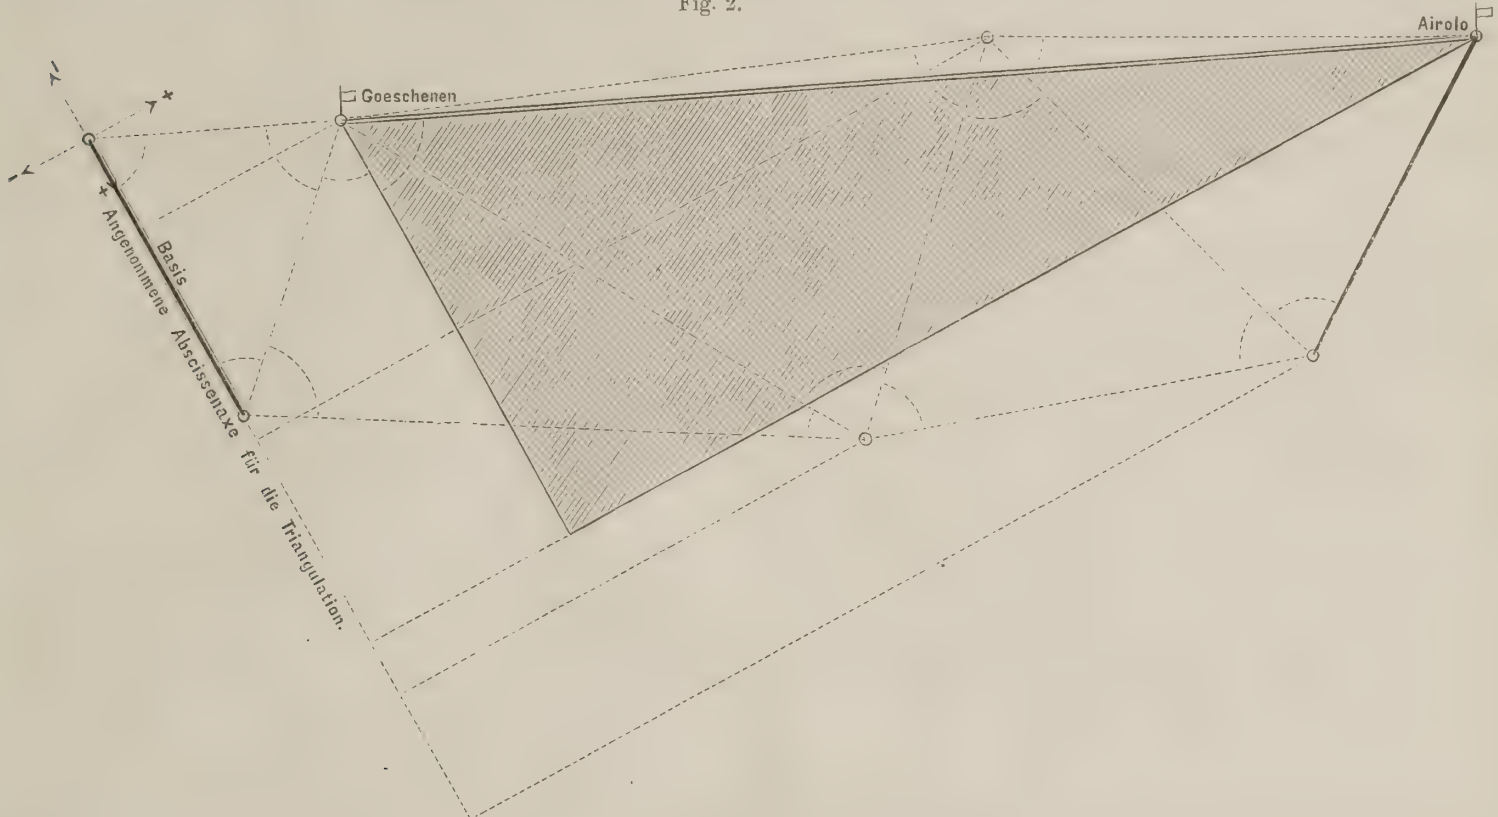 Fig. 2.
Airolo
Goeschenen
Basis
Angenommene Abscissenaxe für die Triangulation.